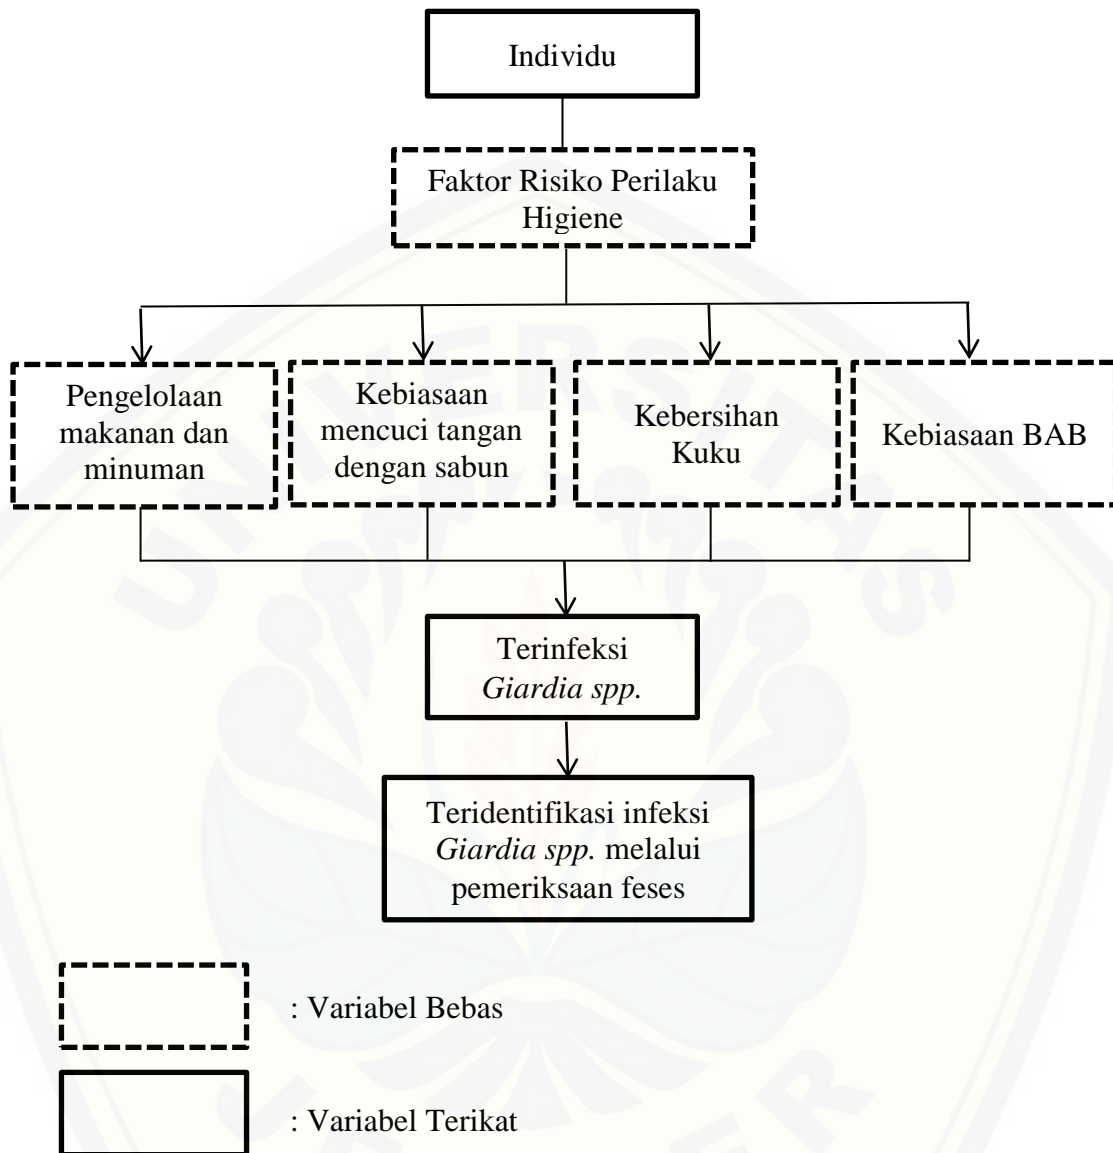 Individu
Faktor Risiko Perilaku
Higiene
Pengelolaan
makanan dan
minuman
Kebiasaan
mencuci tangan
dengan sabun
Kebersihan
Kuku
Kebiasaan BAB
Terinfeksi
Giardia spp.
Teridentifikasi infeksi
Giardia spp. melalui
pemeriksaan feses
: Variabel Bebas
: Variabel Terikat
UNIVERSITAS